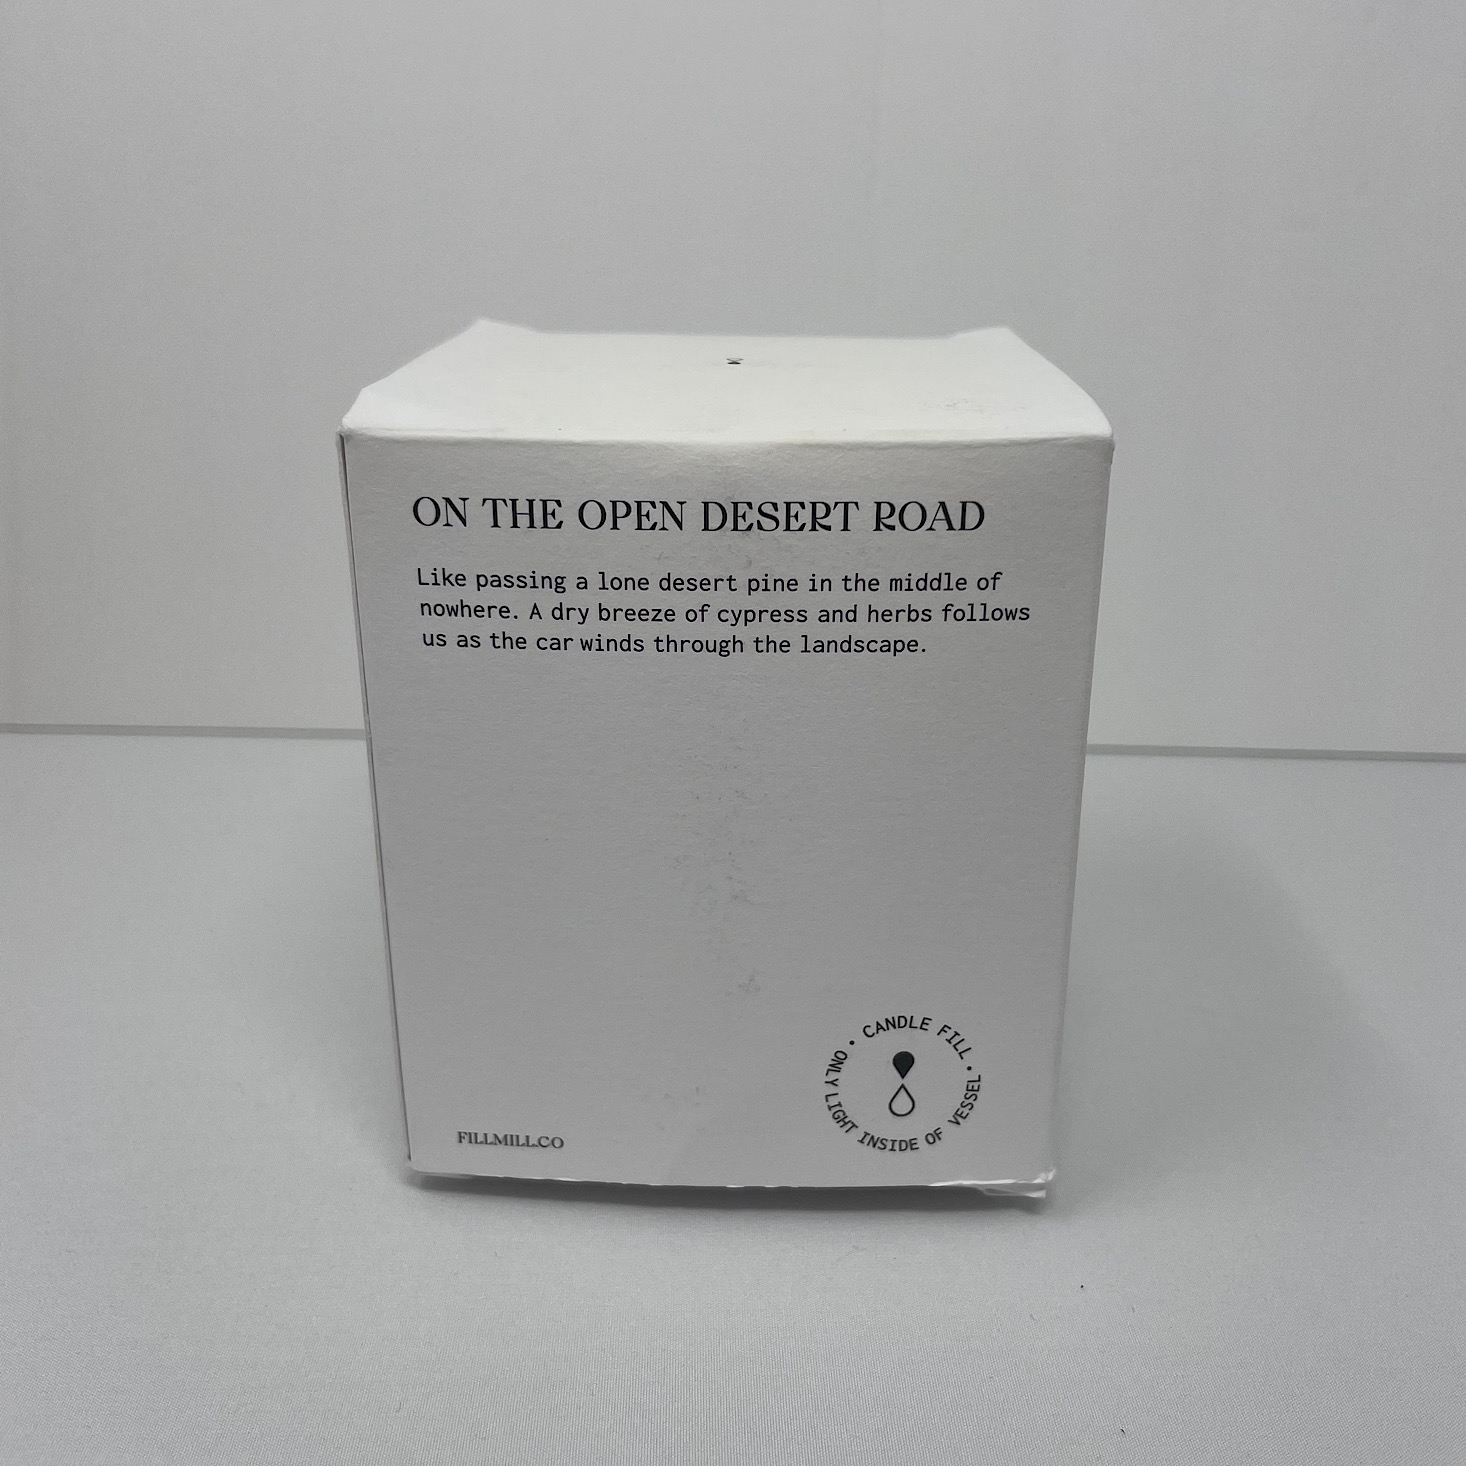 ON THE OPEN DESERT ROAD
Like passing a lone desert pine in the middle of
nowhere. A dry breeze of cypress and herbs follows
us as the car winds through the landscape.
CANDLE FILL • ONLY LIGHT INSIDE OF VESSEL •
FILLMILL.CO